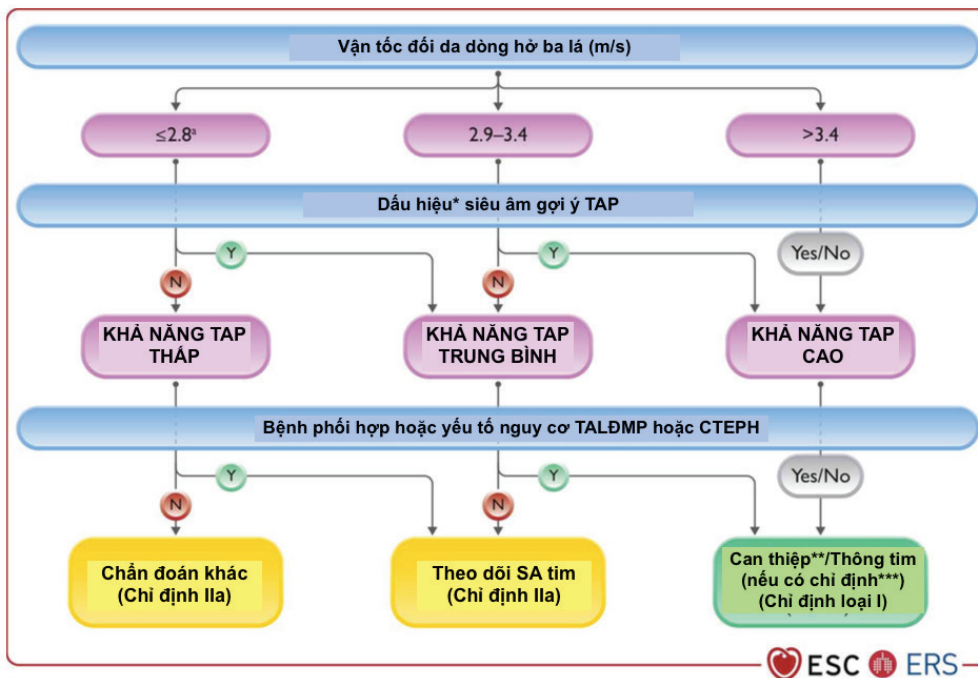 Vận tốc đối da dòng hở ba lá (m/s)
≤2.8ᵃ
2.9–3.4
>3.4
Dấu hiệu* siêu âm gợi ý TAP
Y
Y
Yes/No
N
N
KHẢ NĂNG TAP
THẤP
KHẢ NĂNG TAP
TRUNG BÌNH
KHẢ NĂNG TAP
CAO
Bệnh phối hợp hoặc yếu tố nguy cơ TALĐMP hoặc CTEPH
Y
Y
Yes/No
N
N
Chẩn đoán khác
(Chỉ định IIa)
Theo dõi SA tim
(Chỉ định IIa)
Can thiệp**/Thông tim
(nếu có chỉ định***)
(Chỉ định loại I)
ESC ERS